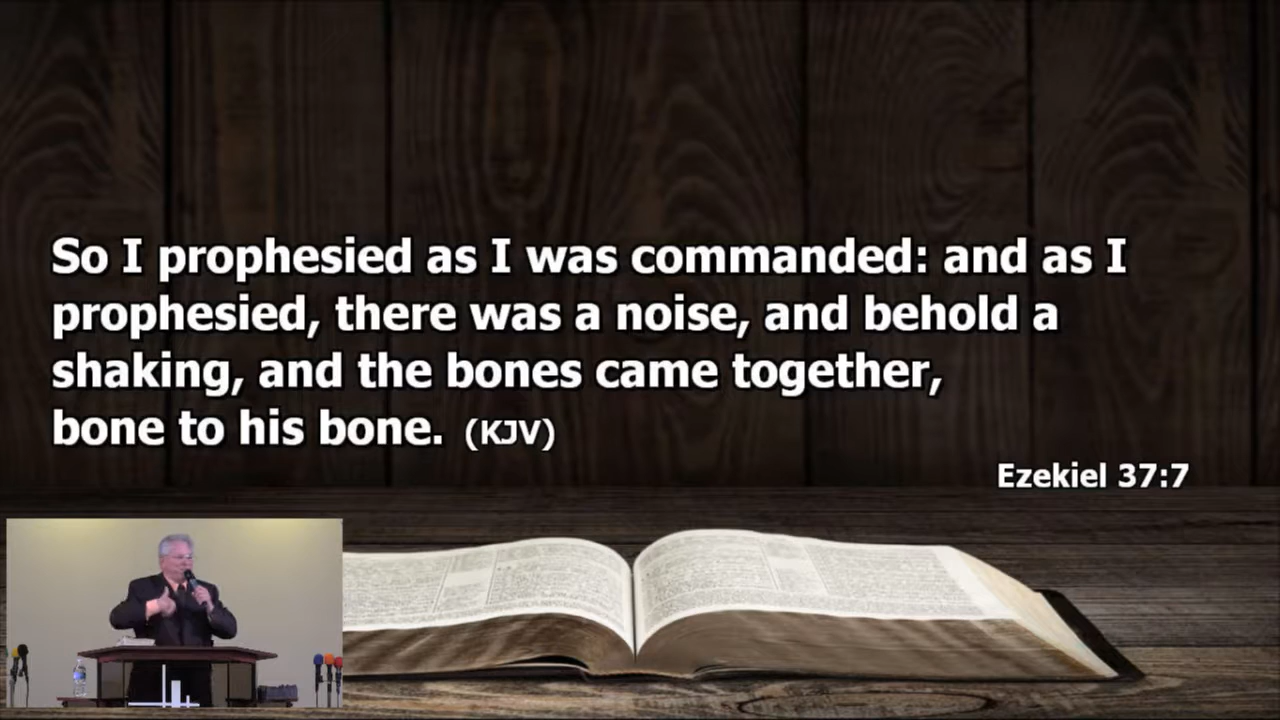 So I prophesied as I was commanded: and as I
prophesied, there was a noise, and behold a
shaking, and the bones came together,
bone to his bone. (KJV)
Ezekiel 37:7